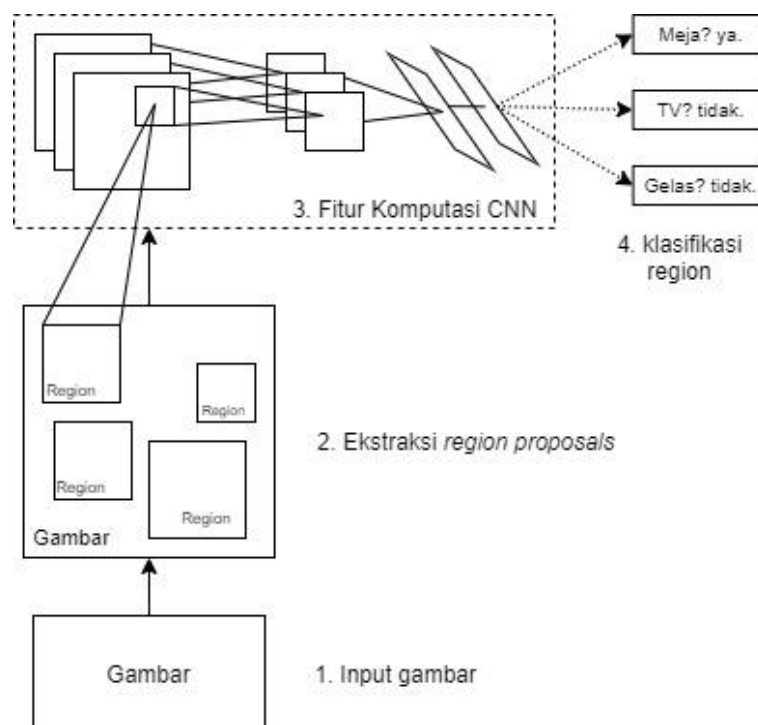 Meja? ya.
TV? tidak.
Gelas? tidak.
3. Fitur Komputasi CNN
4. klasifikasi
region
Region
Region
Region
Region
Gambar
2. Ekstraksi region proposals
Gambar
1. Input gambar